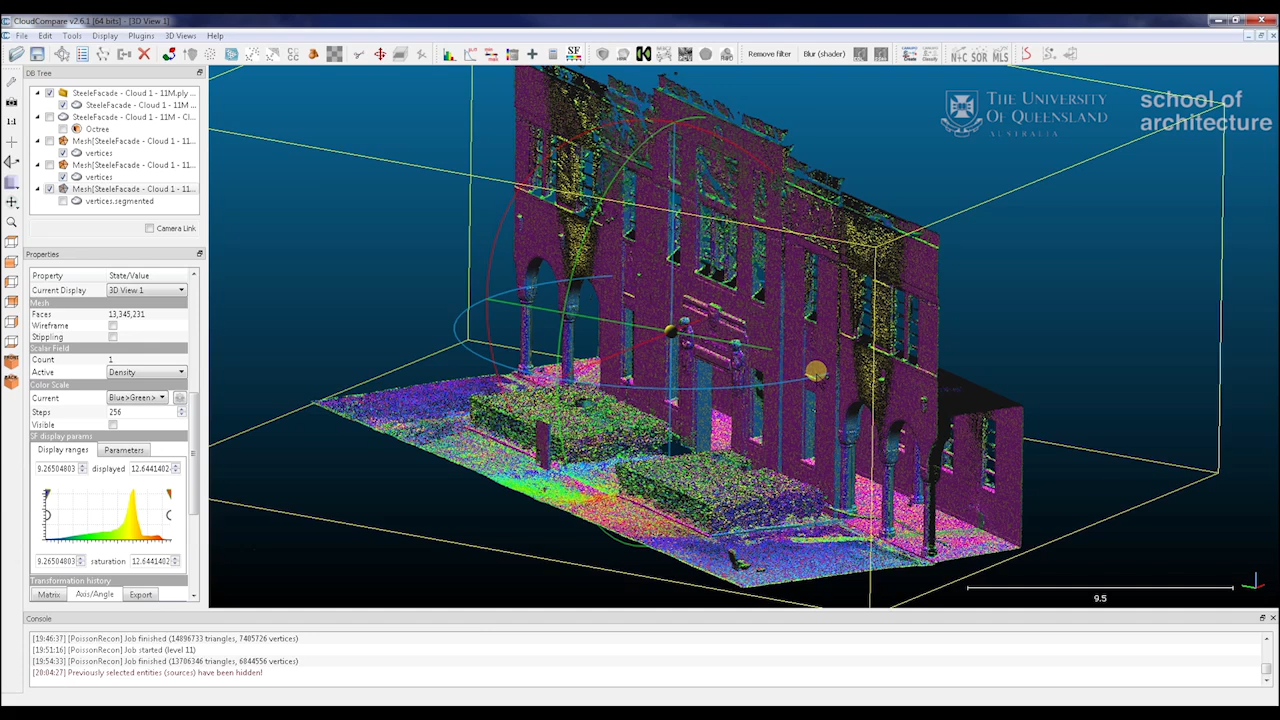 CloudCompare v2.6.1 [64 bits] - [3D View 1]
File Edit Tools Display Plugins 3D Views Help
SF Remove filter Blur (shader) N+C SOR MLS
DB Tree
SteeleFacade - Cloud 1 - 11M.ply ...
SteeleFacade - Cloud 1 - 11M ...
SteeleFacade - Cloud 1 - 11M - Cl...
Octree
Mesh[SteeleFacade - Cloud 1 - 11...
vertices
Mesh[SteeleFacade - Cloud 1 - 11...
vertices
Mesh[SteeleFacade - Cloud 1 - 11...
vertices.segmented
Camera Link
1:1
FRONT
BACK
THE UNIVERSITY
OF QUEENSLAND
AUSTRALIA
school of
architecture
Properties
Property State/Value
Current Display 3D View 1
Mesh
Faces 13,345,231
Wireframe
Stippling
Scalar Field
Count 1
Active Density
Color Scale
Current Blue>Green>
Steps 256
Visible
SF display params
Display ranges Parameters
9.26504803 displayed 12.6441402
9.26504803 saturation 12.6441402
Transformation history
Matrix Axis/Angle Export
9.5
Console
[19:46:37] [PoissonRecon] Job finished (14896733 triangles, 7485726 vertices)
[19:51:16] [PoissonRecon] Job started (level 11)
[19:54:33] [PoissonRecon] Job finished (13706346 triangles, 6844556 vertices)
[20:04:27] Previously selected entities (sources) have been hidden!